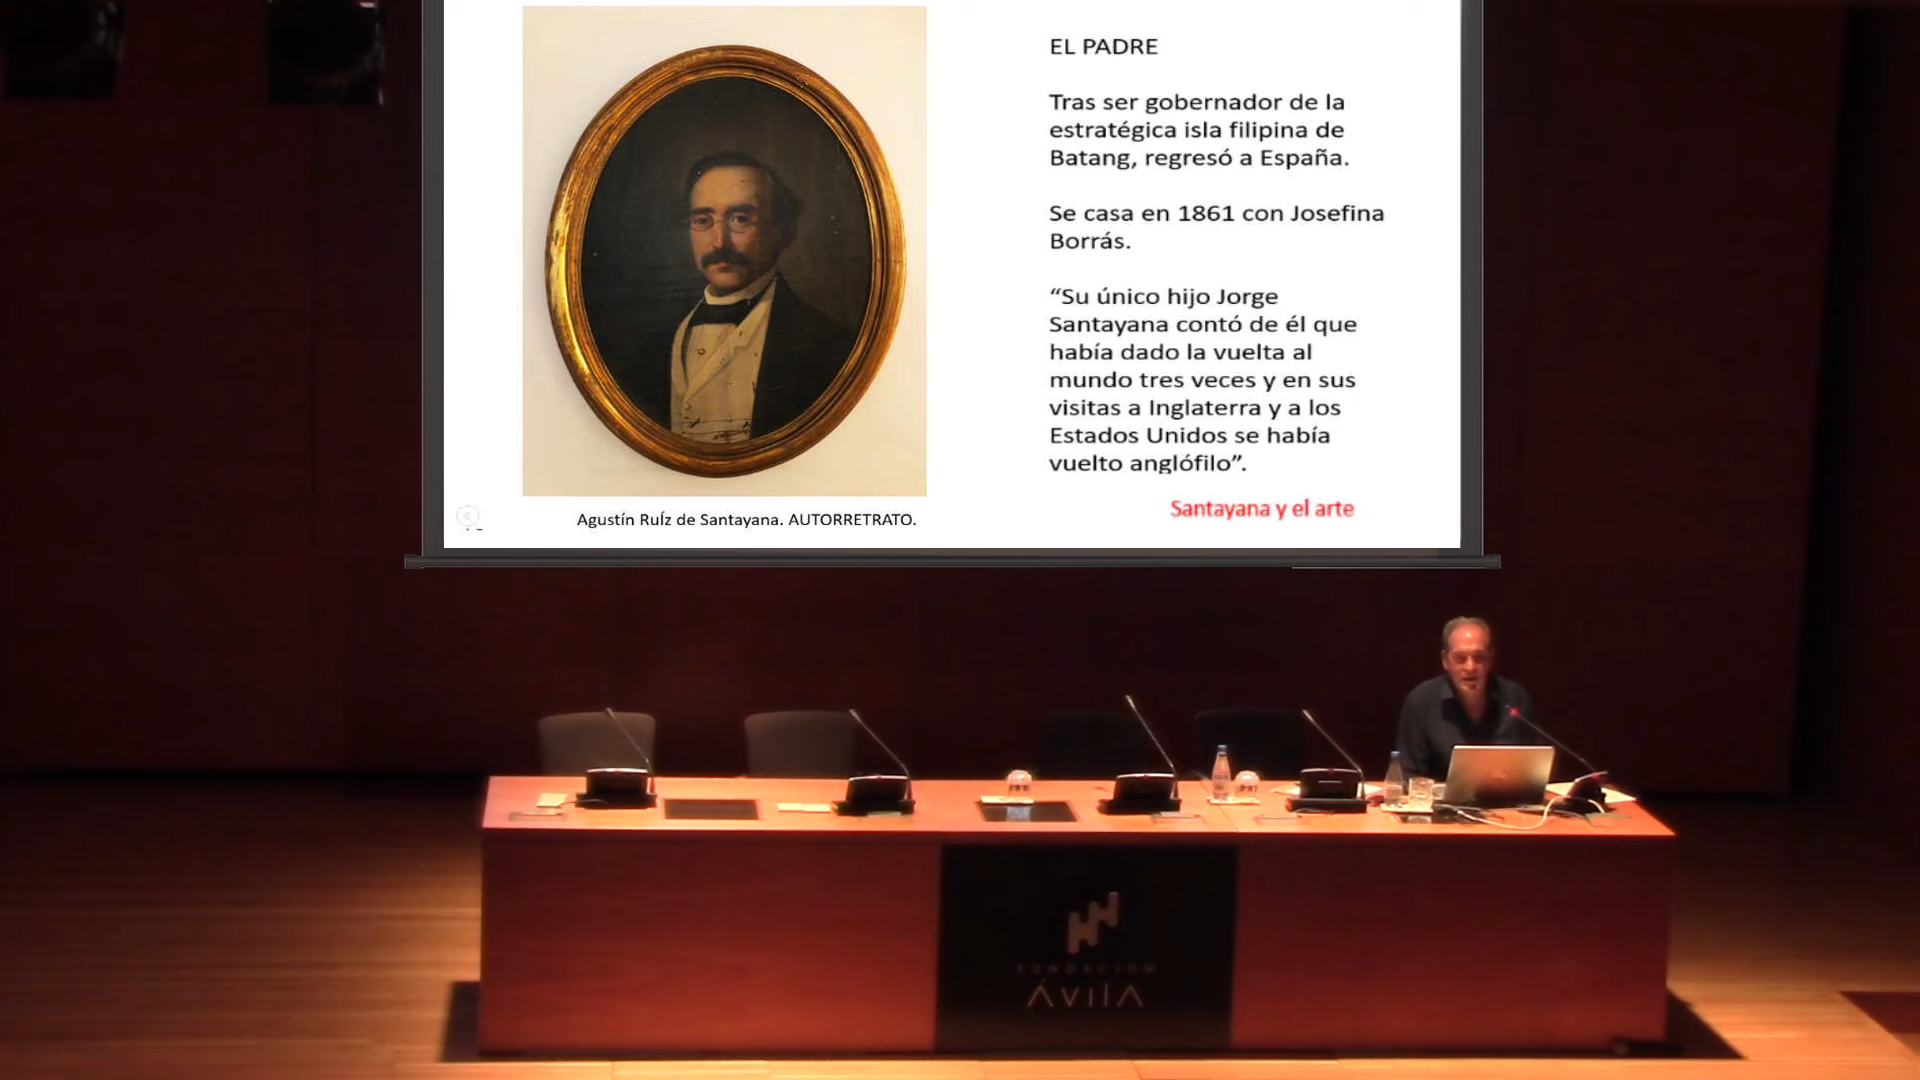 EL PADRE
Tras ser gobernador de la
estratégica isla filipina de
Batang, regresó a España.
Se casa en 1861 con Josefina
Borrás.
“Su único hijo Jorge
Santayana contó de él que
había dado la vuelta al
mundo tres veces y en sus
visitas a Inglaterra y a los
Estados Unidos se había
vuelto anglófilo”.
Santayana y el arte
Agustín RuÍz de Santayana. AUTORRETRATO.
FUNDACIÓN
ÁVILA